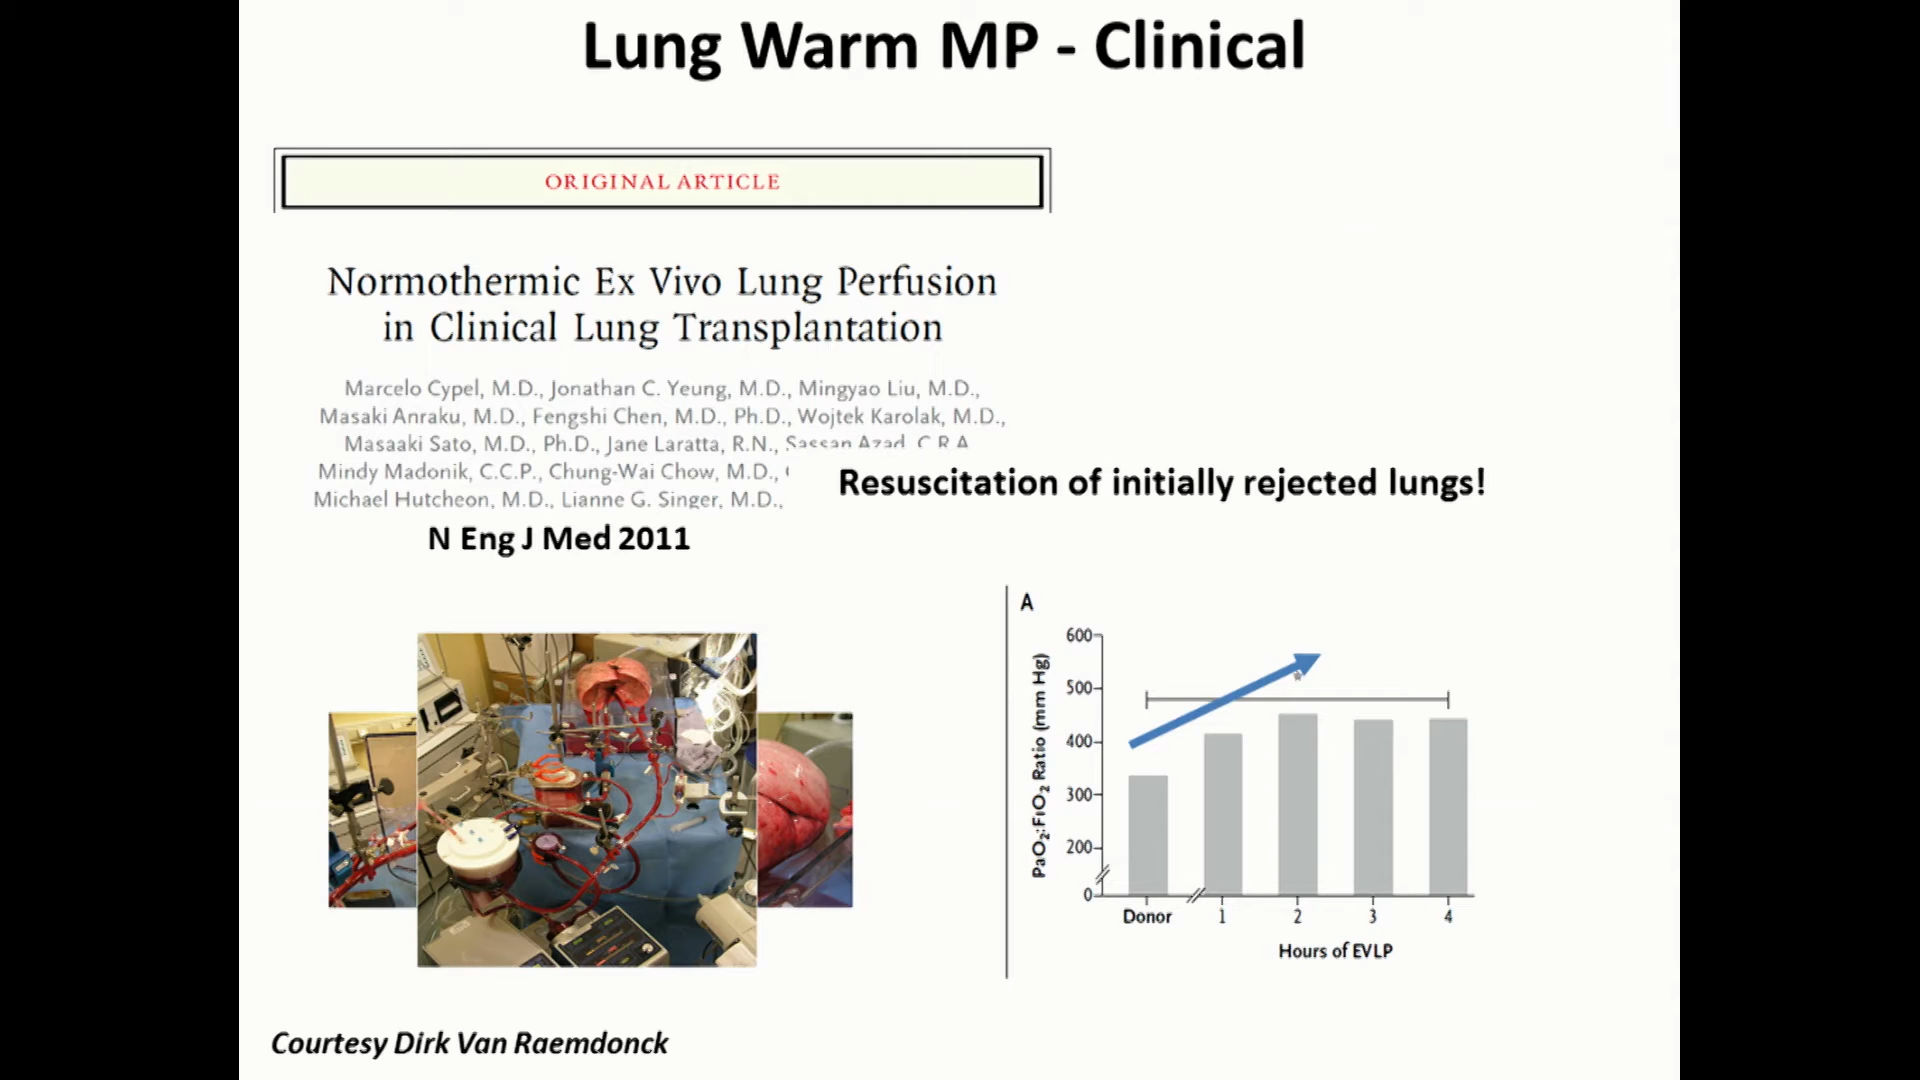 Lung Warm MP - Clinical
ORIGINAL ARTICLE
Normothermic Ex Vivo Lung Perfusion
in Clinical Lung Transplantation
Marcelo Cypel, M.D., Jonathan C. Yeung, M.D., Mingyao Liu, M.D.,
Masaki Anraku, M.D., Fengshi Chen, M.D., Ph.D., Wojtek Karolak, M.D.,
Masaaki Sato, M.D., Ph.D., Jane Laratta, R.N., Sassan Azad, C.R.A
Mindy Madonik, C.C.P., Chung-Wai Chow, M.D.,
Michael Hutcheon, M.D., Lianne G. Singer, M.D.,
Resuscitation of initially rejected lungs!
N Eng J Med 2011
A
PaO₂:FIO₂ Ratio (mm Hg)
600
500
400
300
200
0
Donor 1 2 3 4
Hours of EVLP
Courtesy Dirk Van Raemdonck